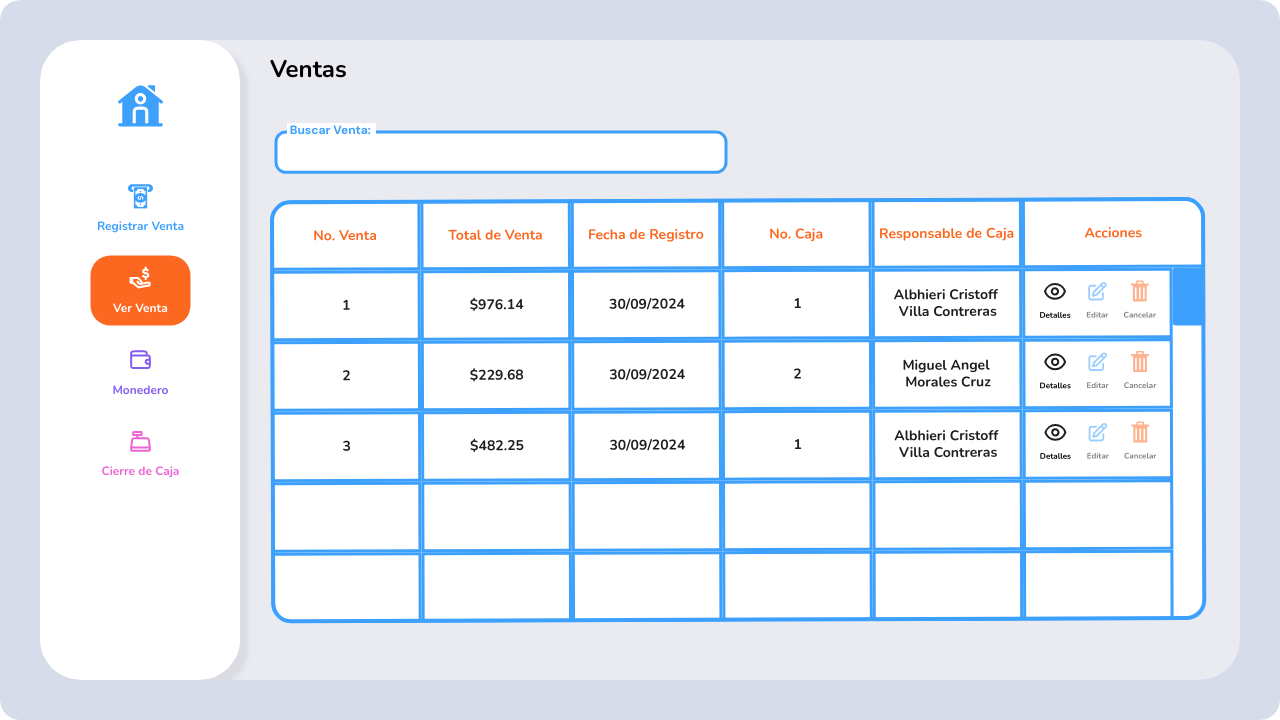 Ventas
Buscar Venta:
Registrar Venta
Ver Venta
Monedero
Cierre de Caja
No. Venta
Total de Venta
Fecha de Registro
No. Caja
Responsable de Caja
Acciones
1
$976.14
30/09/2024
1
Albhieri Cristoff
Villa Contreras
Detalles
Editar
Cancelar
2
$229.68
30/09/2024
2
Miguel Angel
Morales Cruz
Detalles
Editar
Cancelar
3
$482.25
30/09/2024
1
Albhieri Cristoff
Villa Contreras
Detalles
Editar
Cancelar